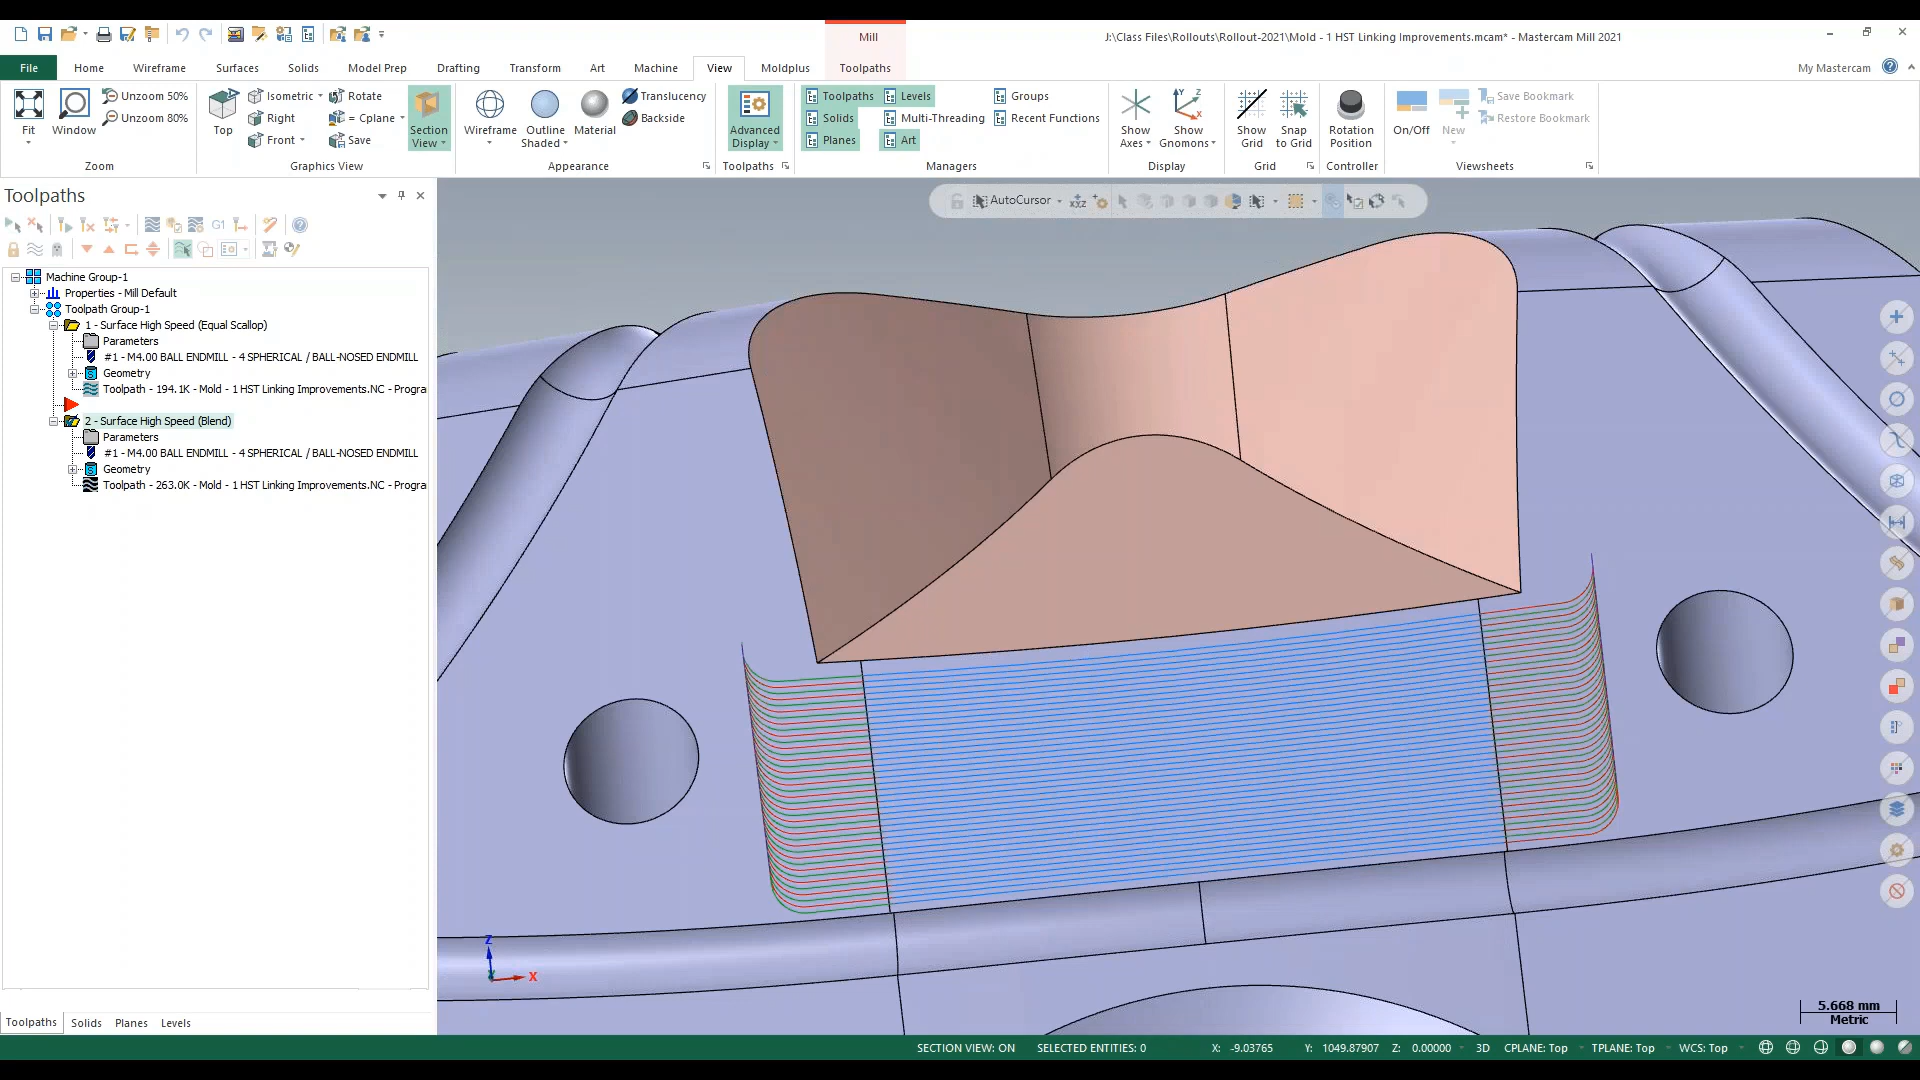 Mill
J:\Class Files\Rollouts\Rollout-2021\Mold - 1 HST Linking Improvements.mcam* - Mastercam Mill 2021
File Home Wireframe Surfaces Solids Model Prep Drafting Transform Art Machine View Moldplus Toolpaths My Mastercam
Fit Window Unzoom 50% Unzoom 80%
Zoom
Top Isometric Right Front Rotate = Cplane Save Section View
Graphics View
Wireframe Outline Shaded Material Translucency Backside
Appearance
Advanced Display
Toolpaths
Toolpaths Solids Planes Levels Multi-Threading Art Groups Recent Functions
Managers
Show Axes Show Gnomons
Display
Show Grid Snap to Grid
Grid
Rotation Position
Controller
On/Off New Save Bookmark Restore Bookmark
Viewsheets
Toolpaths
AutoCursor
G1
Machine Group-1
Properties - Mill Default
Toolpath Group-1
1 - Surface High Speed (Equal Scallop)
Parameters
#1 - M4.00 BALL ENDMILL - 4 SPHERICAL / BALL-NOSED ENDMILL
Geometry
Toolpath - 194.1K - Mold - 1 HST Linking Improvements.NC - Progra
2 - Surface High Speed (Blend)
Parameters
#1 - M4.00 BALL ENDMILL - 4 SPHERICAL / BALL-NOSED ENDMILL
Geometry
Toolpath - 263.0K - Mold - 1 HST Linking Improvements.NC - Progra
Z
X
5.668 mm
Metric
Toolpaths Solids Planes Levels
SECTION VIEW: ON SELECTED ENTITIES: 0 X: -9.03765 Y: 1049.87907 Z: 0.00000 3D CPLANE: Top TPLANE: Top WCS: Top